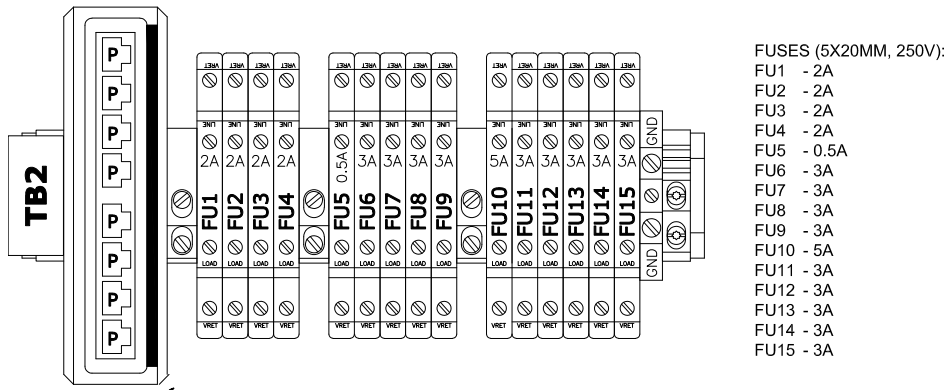 P
P
P
P
P
P
P
P
TB2
VRET VRET VRET VRET VRET VRET VRET VRET VRET VRET VRET VRET VRET VRET VRET
LINE LINE LINE LINE LINE LINE LINE LINE LINE LINE LINE LINE LINE LINE LINE GND
2A 2A 2A 2A 0.5A 3A 3A 3A 3A 5A 3A 3A 3A 3A 3A
FU1 FU2 FU3 FU4 FU5 FU6 FU7 FU8 FU9 FU10 FU11 FU12 FU13 FU14 FU15
LOAD LOAD LOAD LOAD LOAD LOAD LOAD LOAD LOAD LOAD LOAD LOAD LOAD LOAD LOAD GND
VRET VRET VRET VRET VRET VRET VRET VRET VRET VRET VRET VRET VRET VRET VRET
FUSES (5X20MM, 250V):
FU1 - 2A
FU2 - 2A
FU3 - 2A
FU4 - 2A
FU5 - 0.5A
FU6 - 3A
FU7 - 3A
FU8 - 3A
FU9 - 3A
FU10 - 5A
FU11 - 3A
FU12 - 3A
FU13 - 3A
FU14 - 3A
FU15 - 3A